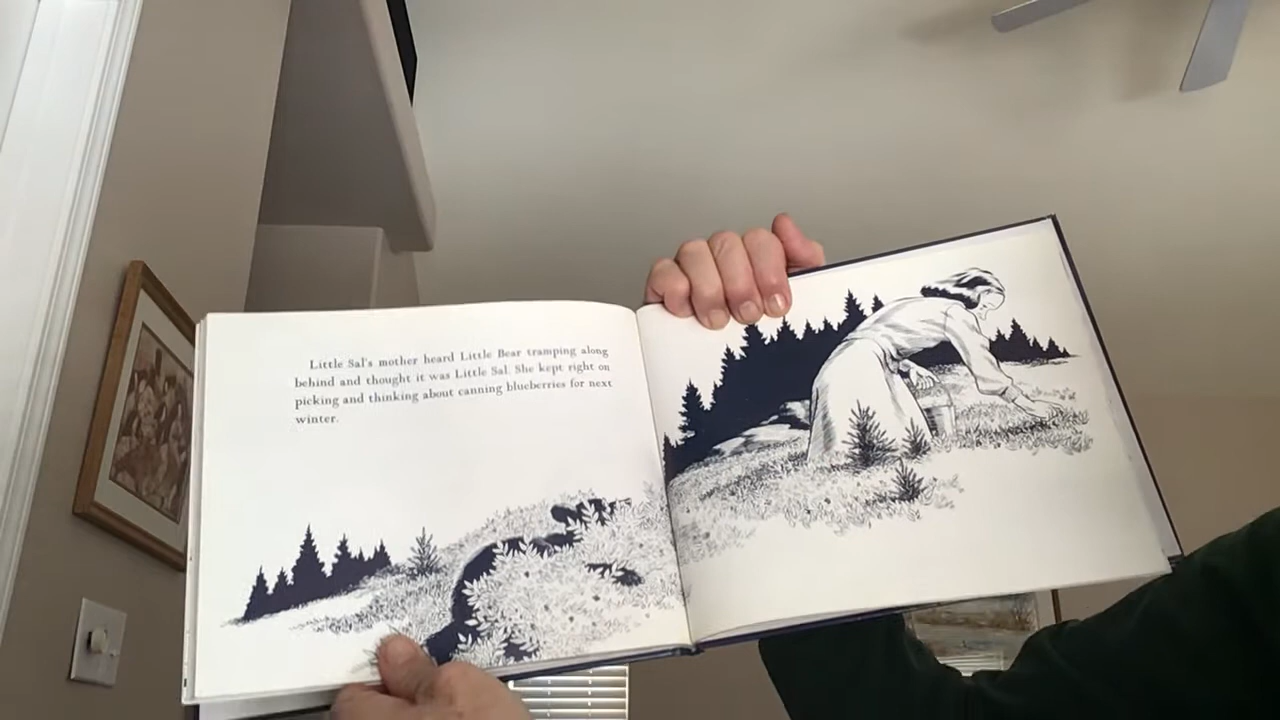 Little Sal's mother heard Little Bear tramping along
behind and thought it was Little Sal. She kept right on
picking and thinking about canning blueberries for next
winter.